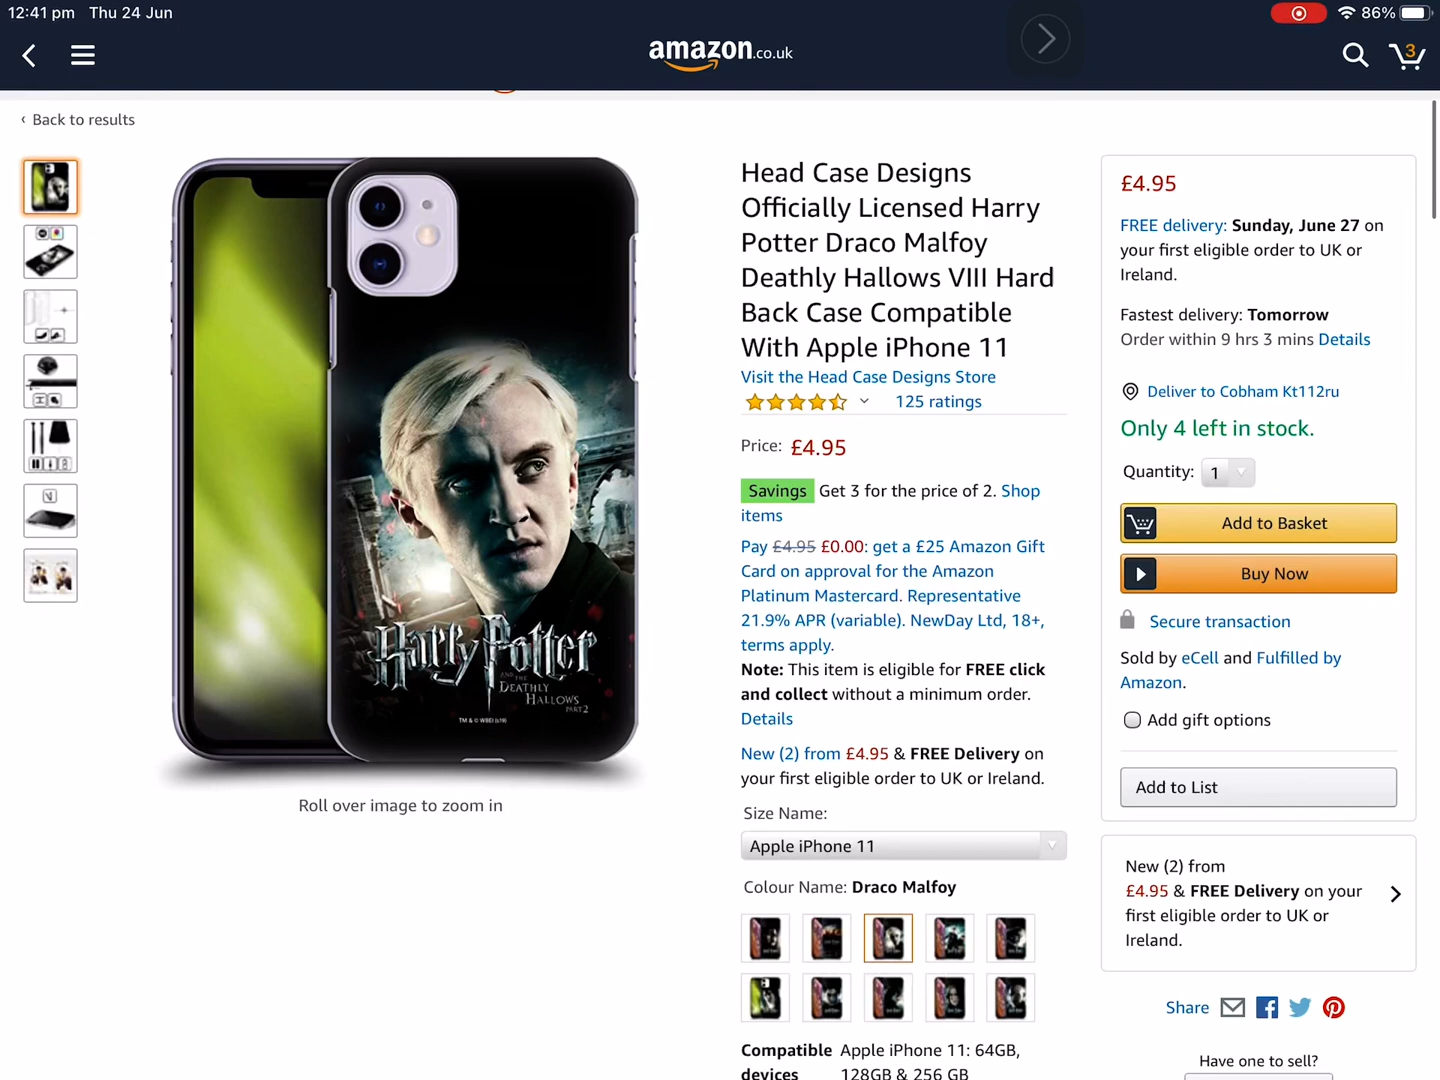 12:41 pm Thu 24 Jun
86%
amazon.co.uk
3
‹ Back to results
Harry Potter
AND THE
DEATHLY
HALLOWS
PART 2
TM & © WBEI (s19)
Roll over image to zoom in
Head Case Designs
Officially Licensed Harry
Potter Draco Malfoy
Deathly Hallows VIII Hard
Back Case Compatible
With Apple iPhone 11
Visit the Head Case Designs Store
125 ratings
Price: £4.95
Savings Get 3 for the price of 2. Shop
items
Pay £4.95 £0.00: get a £25 Amazon Gift
Card on approval for the Amazon
Platinum Mastercard. Representative
21.9% APR (variable). NewDay Ltd, 18+,
terms apply.
Note: This item is eligible for FREE click
and collect without a minimum order.
Details
New (2) from £4.95 & FREE Delivery on
your first eligible order to UK or Ireland.
Size Name:
Apple iPhone 11
Colour Name: Draco Malfoy
Compatible Apple iPhone 11: 64GB,
devices 128GB & 256 GB
£4.95
FREE delivery: Sunday, June 27 on
your first eligible order to UK or
Ireland.
Fastest delivery: Tomorrow
Order within 9 hrs 3 mins Details
Deliver to Cobham Kt112ru
Only 4 left in stock.
Quantity: 1
Add to Basket
Buy Now
Secure transaction
Sold by eCell and Fulfilled by
Amazon.
Add gift options
Add to List
New (2) from
£4.95 & FREE Delivery on your
first eligible order to UK or
Ireland.
Share
Have one to sell?